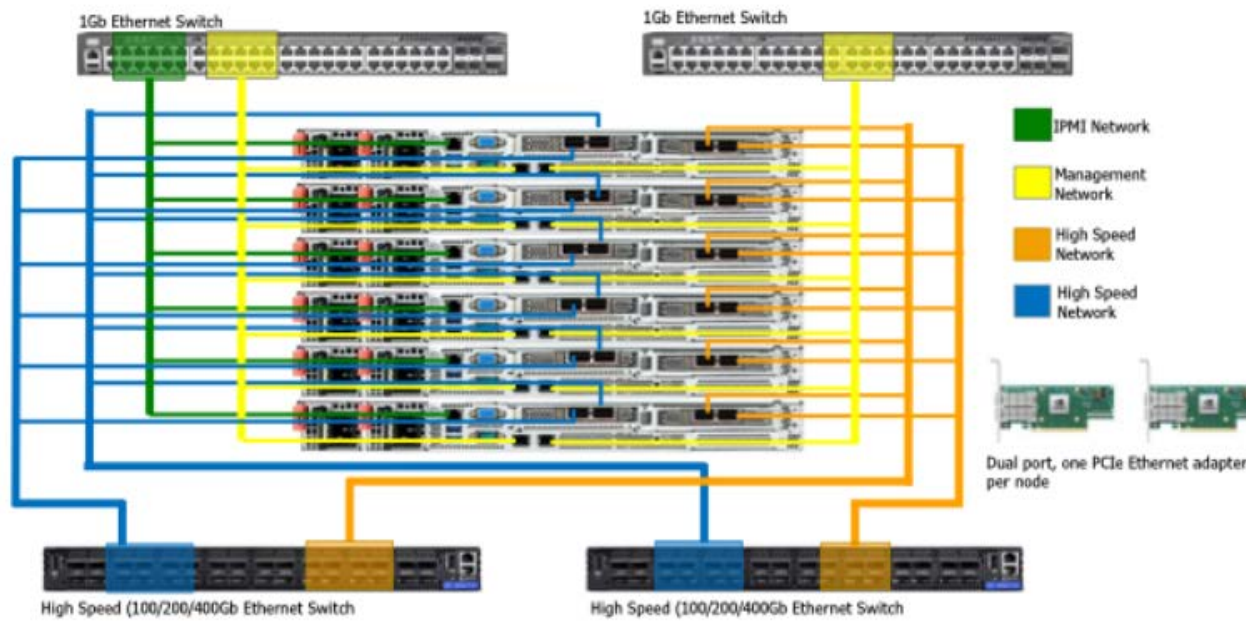 1Gb Ethernet Switch
1Gb Ethernet Switch
IPMI Network
Management
Network
High Speed
Network
High Speed
Network
Dual port, one PCIe Ethernet adapter
per node
High Speed (100/200/400Gb Ethernet Switch
High Speed (100/200/400Gb Ethernet Switch